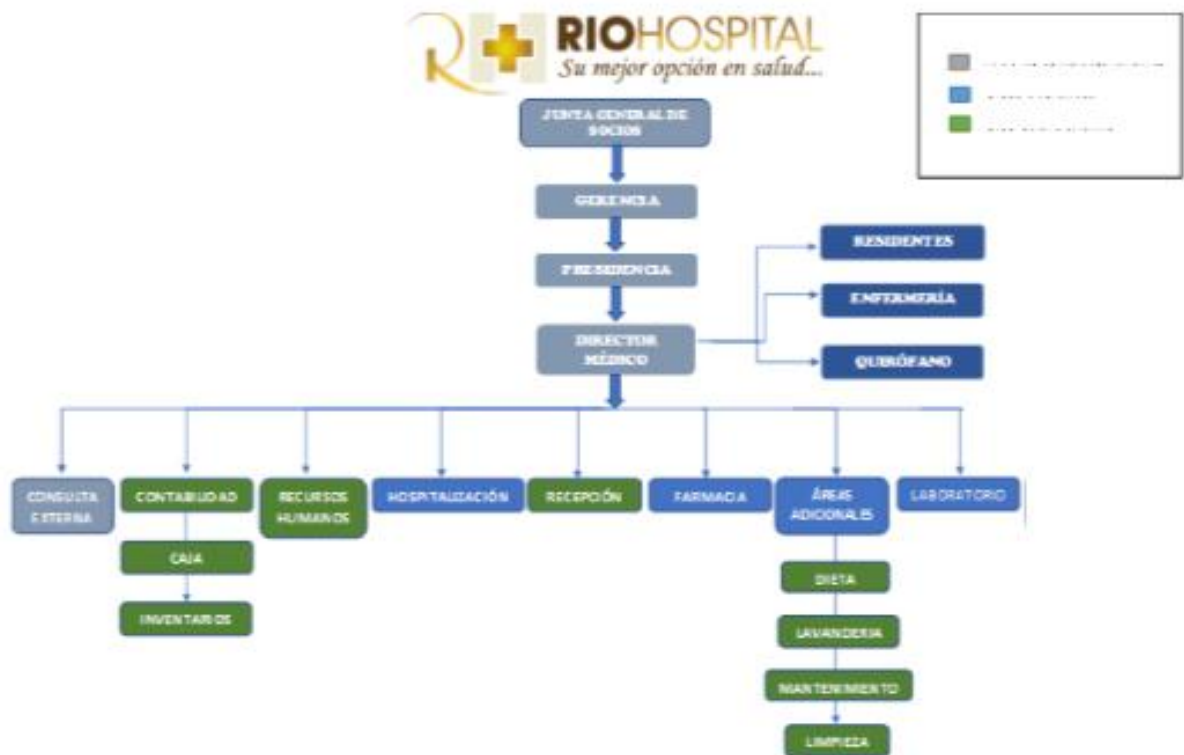 RIOHOSPITAL
Su mejor opción en salud...
JUNTA GENERAL DE
SOCIOS
GERENCIA
PRESIDENCIA
DIRECTOR
MÉDICO
RESIDENTES
ENFERMERÍA
QUIRÓFANO
CONSULTA
EXTERNA
CONTABILIDAD
RECURSOS
HUMANOS
HOSPITALIZACIÓN
RECEPCIÓN
FARMACIA
ÁREAS
ADICIONALES
LABORATORIO
CAJA
INVENTARIOS
DIETA
LAVANDERIA
MANTENIMIENTO
LIMPIEZA